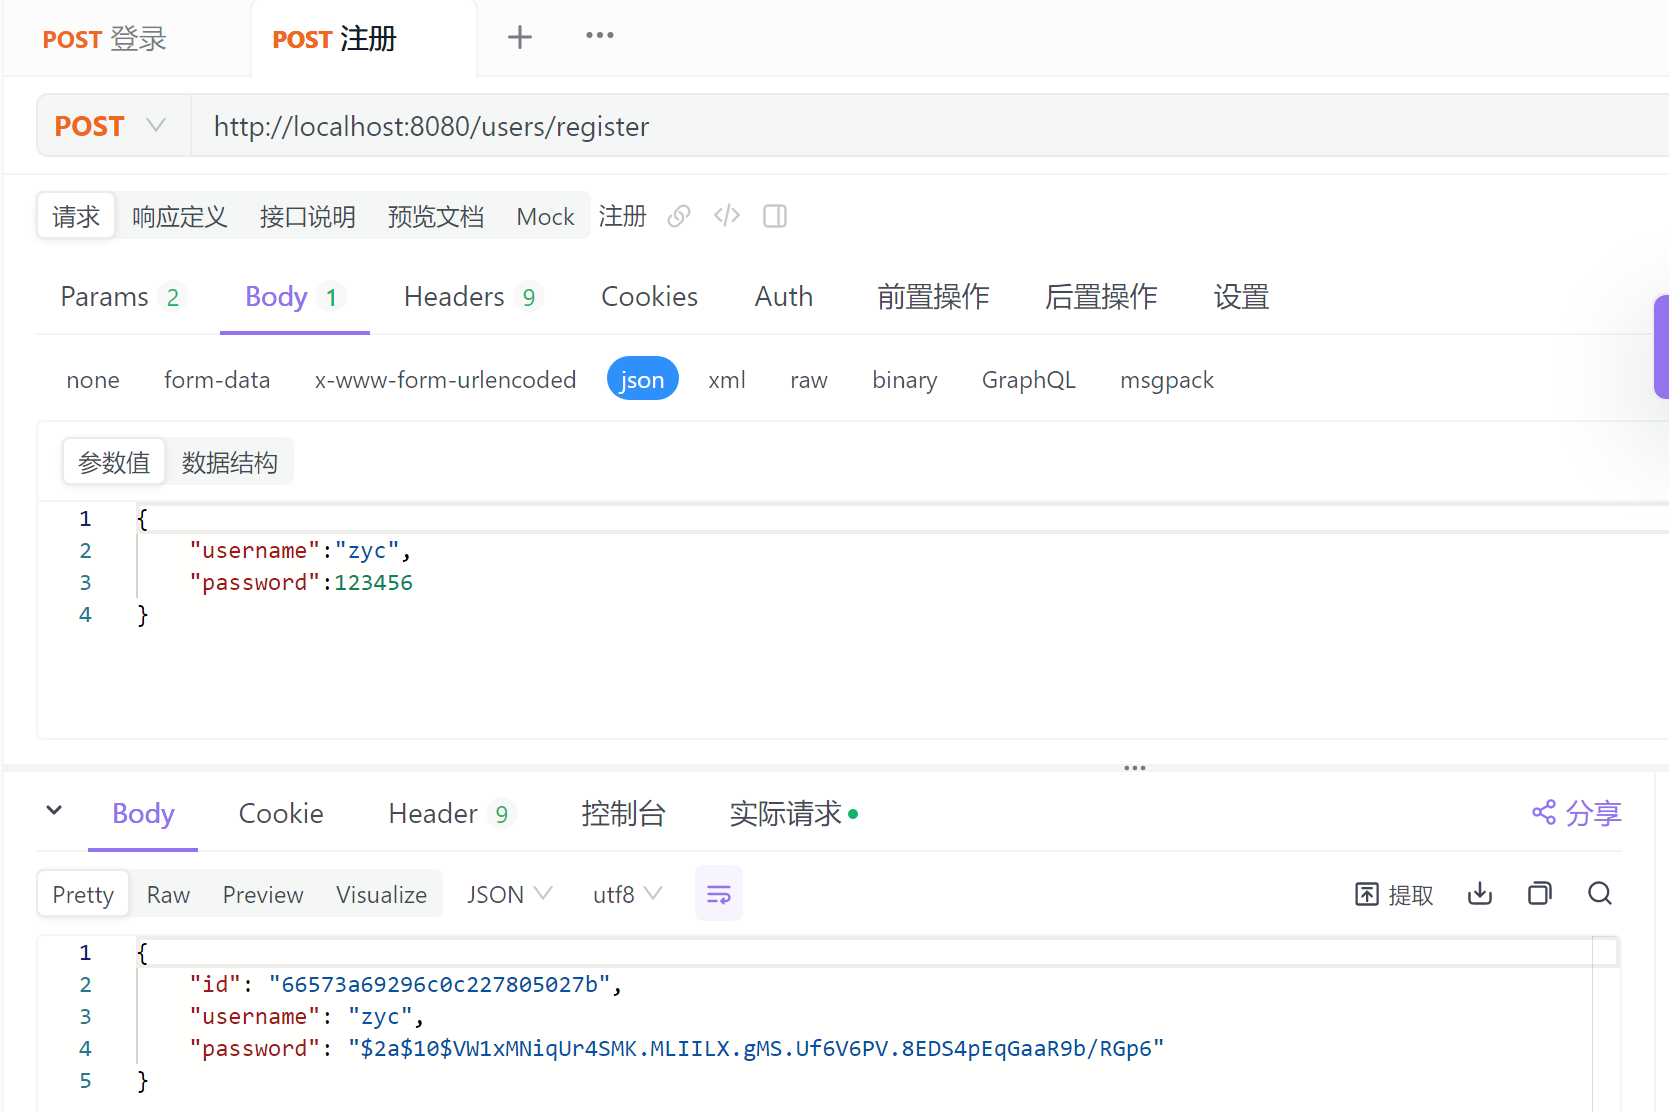 POST 登录 POST 注册
POST http://localhost:8080/users/register
请求 响应定义 接口说明 预览文档 Mock 注册
Params 2 Body 1 Headers 9 Cookies Auth 前置操作 后置操作 设置
none form-data x-www-form-urlencoded json xml raw binary GraphQL msgpack
参数值 数据结构
1 {
2 "username":"zyc",
3 "password":123456
4 }
Body Cookie Header 9 控制台 实际请求 分享
Pretty Raw Preview Visualize JSON utf8 提取
1 {
2 "id": "66573a69296c0c227805027b",
3 "username": "zyc",
4 "password": "$2a$10$VW1xMNiqUr4SMK.MLIILX.gMS.Uf6V6PV.8EDS4pEqGaaR9b/RGp6"
5 }